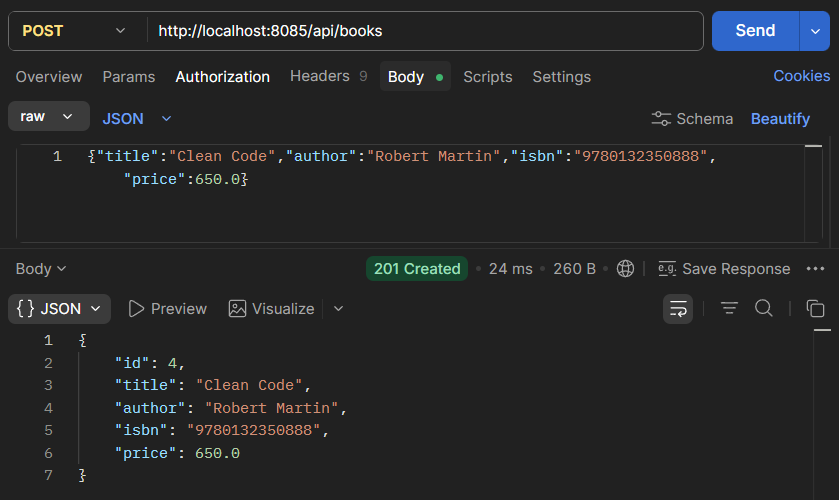 POST http://localhost:8085/api/books Send
Overview Params Authorization Headers 9 Body Scripts Settings Cookies
raw JSON Schema Beautify
1 {"title":"Clean Code","author":"Robert Martin","isbn":"9780132350888",
"price":650.0}
Body 201 Created • 24 ms • 260 B • e.g. Save Response
{} JSON Preview Visualize
1 {
2 "id": 4,
3 "title": "Clean Code",
4 "author": "Robert Martin",
5 "isbn": "9780132350888",
6 "price": 650.0
7 }